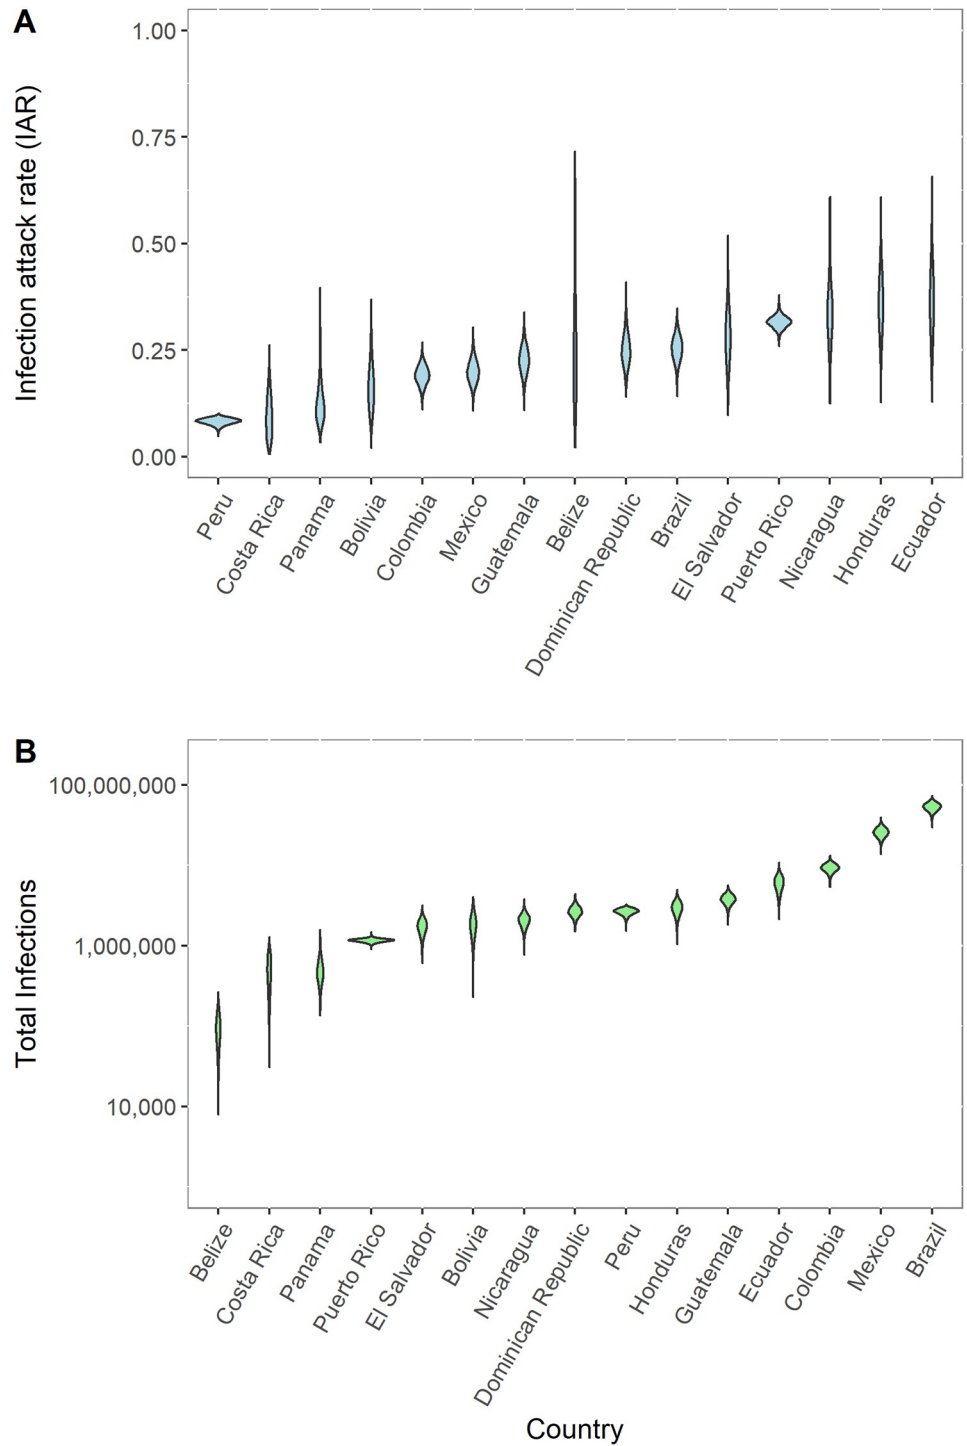 A
Infection attack rate (IAR)
1.00
0.75
0.50
0.25
0.00
Peru
Costa Rica
Panama
Bolivia
Colombia
Mexico
Guatemala
Belize
Dominican Republic
Brazil
El Salvador
Puerto Rico
Nicaragua
Honduras
Ecuador
B
Total Infections
100,000,000
1,000,000
10,000
Belize
Costa Rica
Panama
Puerto Rico
El Salvador
Bolivia
Nicaragua
Dominican Republic
Peru
Honduras
Guatemala
Ecuador
Colombia
Mexico
Brazil
Country